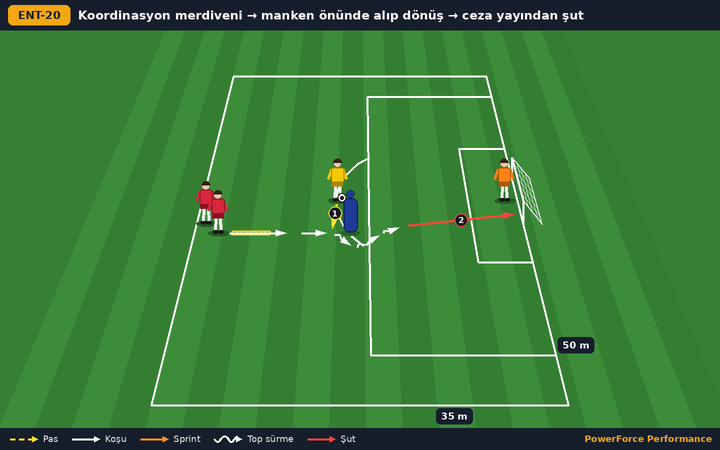 ENT-20 Koordinasyon merdiveni → manken önünde alıp dönüş → ceza yayından şut
1
2
50 m
35 m
Pas Koşu Sprint Top sürme Şut PowerForce Performance